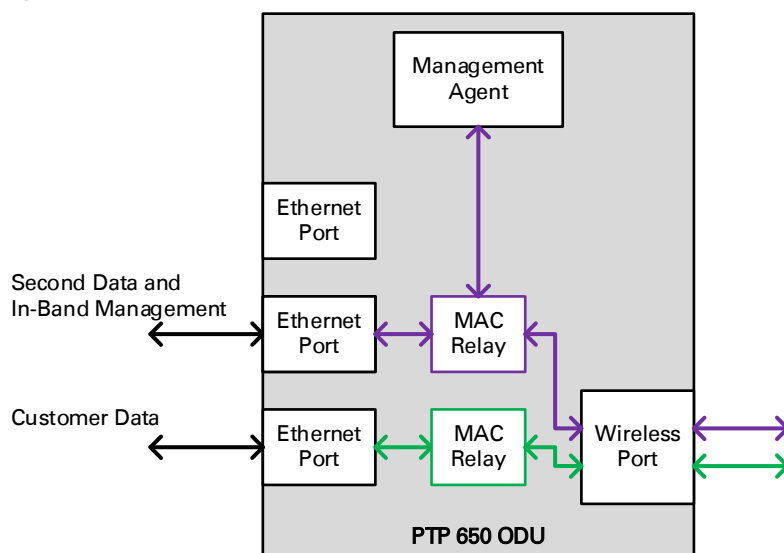 Management
Agent
Ethernet
Port
Second Data and
In-Band Management
Ethernet
Port
MAC
Relay
Customer Data
Ethernet
Port
MAC
Relay
Wireless
Port
PTP 650 ODU